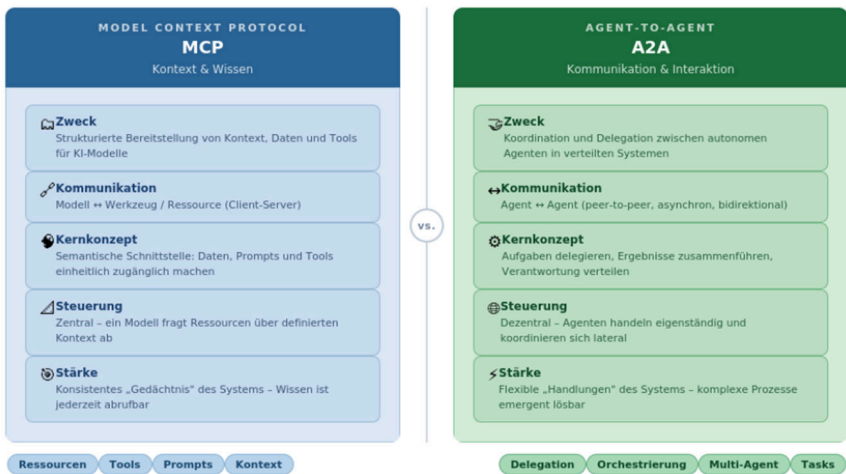 MODEL CONTEXT PROTOCOL
MCP
Kontext & Wissen
Zweck
Strukturierte Bereitstellung von Kontext, Daten und Tools
für KI-Modelle
Kommunikation
Modell ↔ Werkzeug / Ressource (Client-Server)
Kernkonzept
Semantische Schnittstelle: Daten, Prompts und Tools
einheitlich zugänglich machen
Steuerung
Zentral – ein Modell fragt Ressourcen über definierten
Kontext ab
Stärke
Konsistentes „Gedächtnis" des Systems – Wissen ist
jederzeit abrufbar
Ressourcen
Tools
Prompts
Kontext
vs.
AGENT-TO-AGENT
A2A
Kommunikation & Interaktion
Zweck
Koordination und Delegation zwischen autonomen
Agenten in verteilten Systemen
Kommunikation
Agent ↔ Agent (peer-to-peer, asynchron, bidirektional)
Kernkonzept
Aufgaben delegieren, Ergebnisse zusammenführen,
Verantwortung verteilen
Steuerung
Dezentral – Agenten handeln eigenständig und
koordinieren sich lateral
Stärke
Flexible „Handlungen" des Systems – komplexe Prozesse
emergent lösbar
Delegation
Orchestrierung
Multi-Agent
Tasks